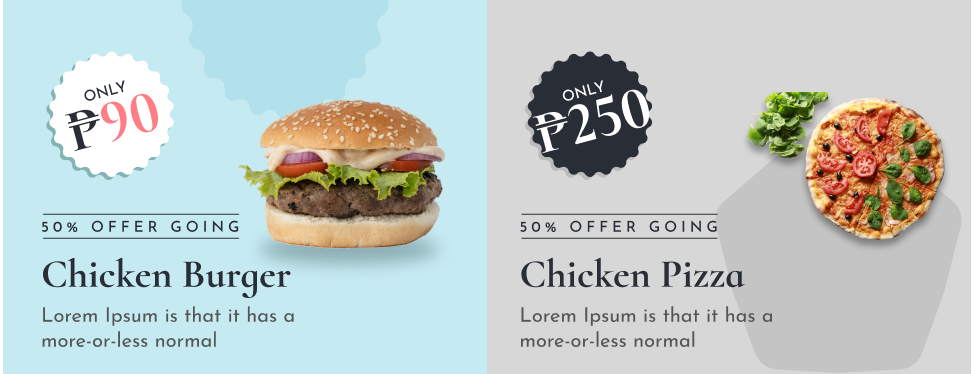 ONLY
₱90
50% OFFER GOING
Chicken Burger
Lorem Ipsum is that it has a
more-or-less normal
ONLY
₱250
50% OFFER GOING
Chicken Pizza
Lorem Ipsum is that it has a
more-or-less normal